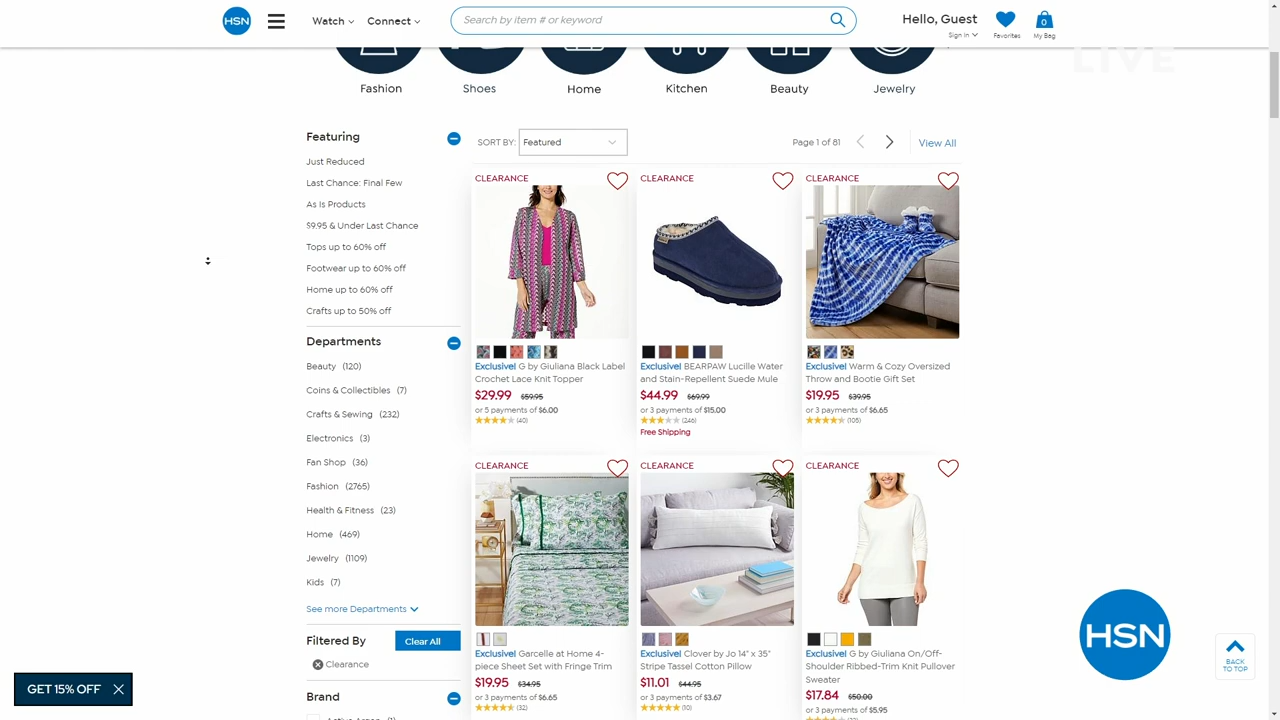 HSN
Watch
Connect
Search by item # or keyword
Hello, Guest
Sign In
Favorites
0
My Bag
LIVE
Fashion
Shoes
Home
Kitchen
Beauty
Jewelry
Featuring
Just Reduced
Last Chance: Final Few
As Is Products
$9.95 & Under Last Chance
Tops up to 60% off
Footwear up to 60% off
Home up to 60% off
Crafts up to 50% off
Departments
Beauty (120)
Coins & Collectibles (7)
Crafts & Sewing (232)
Electronics (3)
Fan Shop (36)
Fashion (2765)
Health & Fitness (23)
Home (469)
Jewelry (1109)
Kids (7)
See more Departments
Filtered By
Clear All
Clearance
Brand
SORT BY:
Featured
Page 1 of 81
View All
CLEARANCE
Exclusive! G by Giuliana Black Label
Crochet Lace Knit Topper
$29.99 $59.95
or 5 payments of $6.00
(40)
CLEARANCE
Exclusive! BEARPAW Lucille Water
and Stain-Repellent Suede Mule
$44.99 $69.99
or 3 payments of $15.00
(246)
Free Shipping
CLEARANCE
Exclusive! Warm & Cozy Oversized
Throw and Bootie Gift Set
$19.95 $39.95
or 3 payments of $6.65
(105)
CLEARANCE
Exclusive! Garcelle at Home 4-
piece Sheet Set with Fringe Trim
$19.95 $34.95
or 3 payments of $6.65
(32)
CLEARANCE
Exclusive! Clover by Jo 14" x 35"
Stripe Tassel Cotton Pillow
$11.01 $44.95
or 3 payments of $3.67
(10)
CLEARANCE
Exclusive! G by Giuliana On/Off-
Shoulder Ribbed-Trim Knit Pullover
Sweater
$17.84 $50.00
or 3 payments of $5.95
GET 15% OFF
HSN
BACK
TO TOP